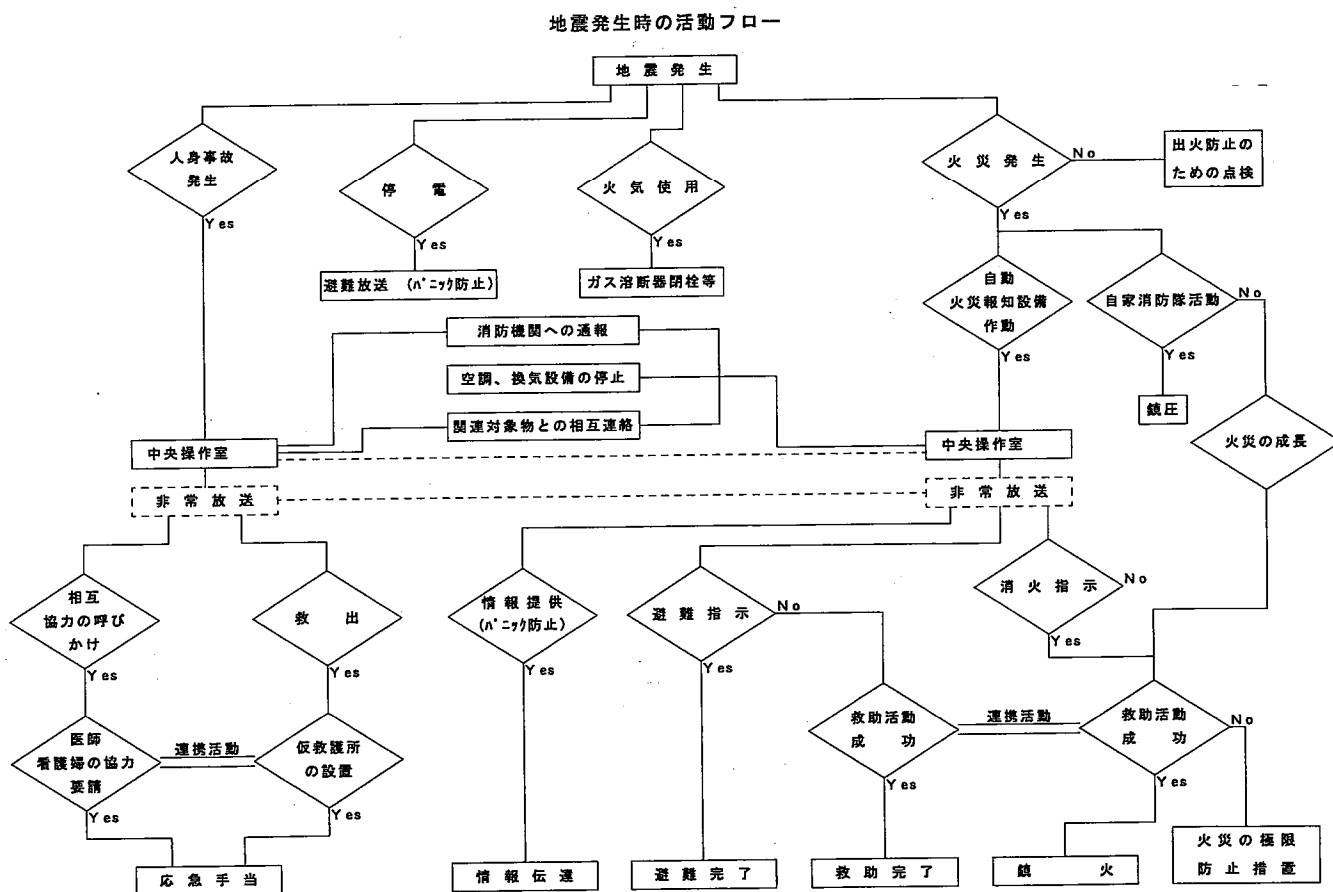 地震発生時の活動フロー
地震発生
人身事故
発生
Yes
停電
Yes
避難放送 (パニック防止)
火気使用
Yes
ガス溶断器閉栓等
火災発生
No
出火防止の
ための点検
Yes
自動
火災報知設備
作動
Yes
自家消防隊活動
No
Yes
鎮圧
火災の成長
消防機関への通報
空調、換気設備の停止
関連対象物との相互連絡
中央操作室
非常放送
中央操作室
非常放送
相互
協力の呼び
かけ
Yes
救出
Yes
医師
看護婦の協力
要請
Yes
連携活動
仮救護所
の設置
Yes
応急手当
情報提供
(パニック防止)
Yes
情報伝達
避難指示
No
Yes
避難完了
消火指示
No
Yes
救助活動
成功
Yes
救助完了
連携活動
救助活動
成功
No
Yes
鎮火
火災の極限
防止措置